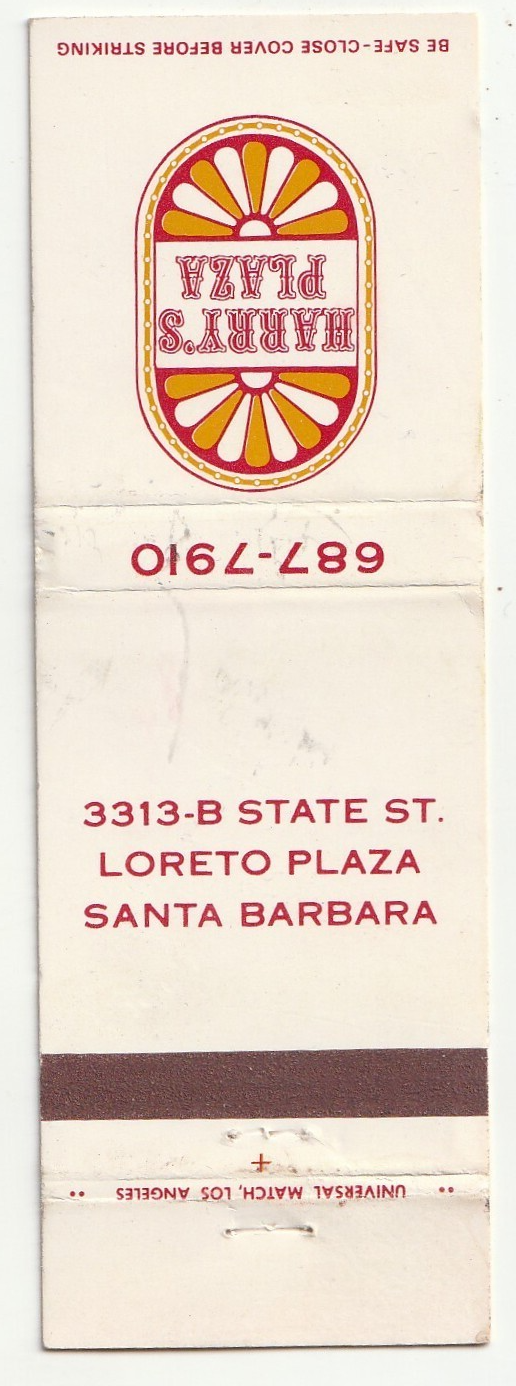 BE SAFE-CLOSE COVER BEFORE STRIKING
HARRY'S
PLAZA
687-7910
3313-B STATE ST.
LORETO PLAZA
SANTA BARBARA
UNIVERSAL MATCH, LOS ANGELES